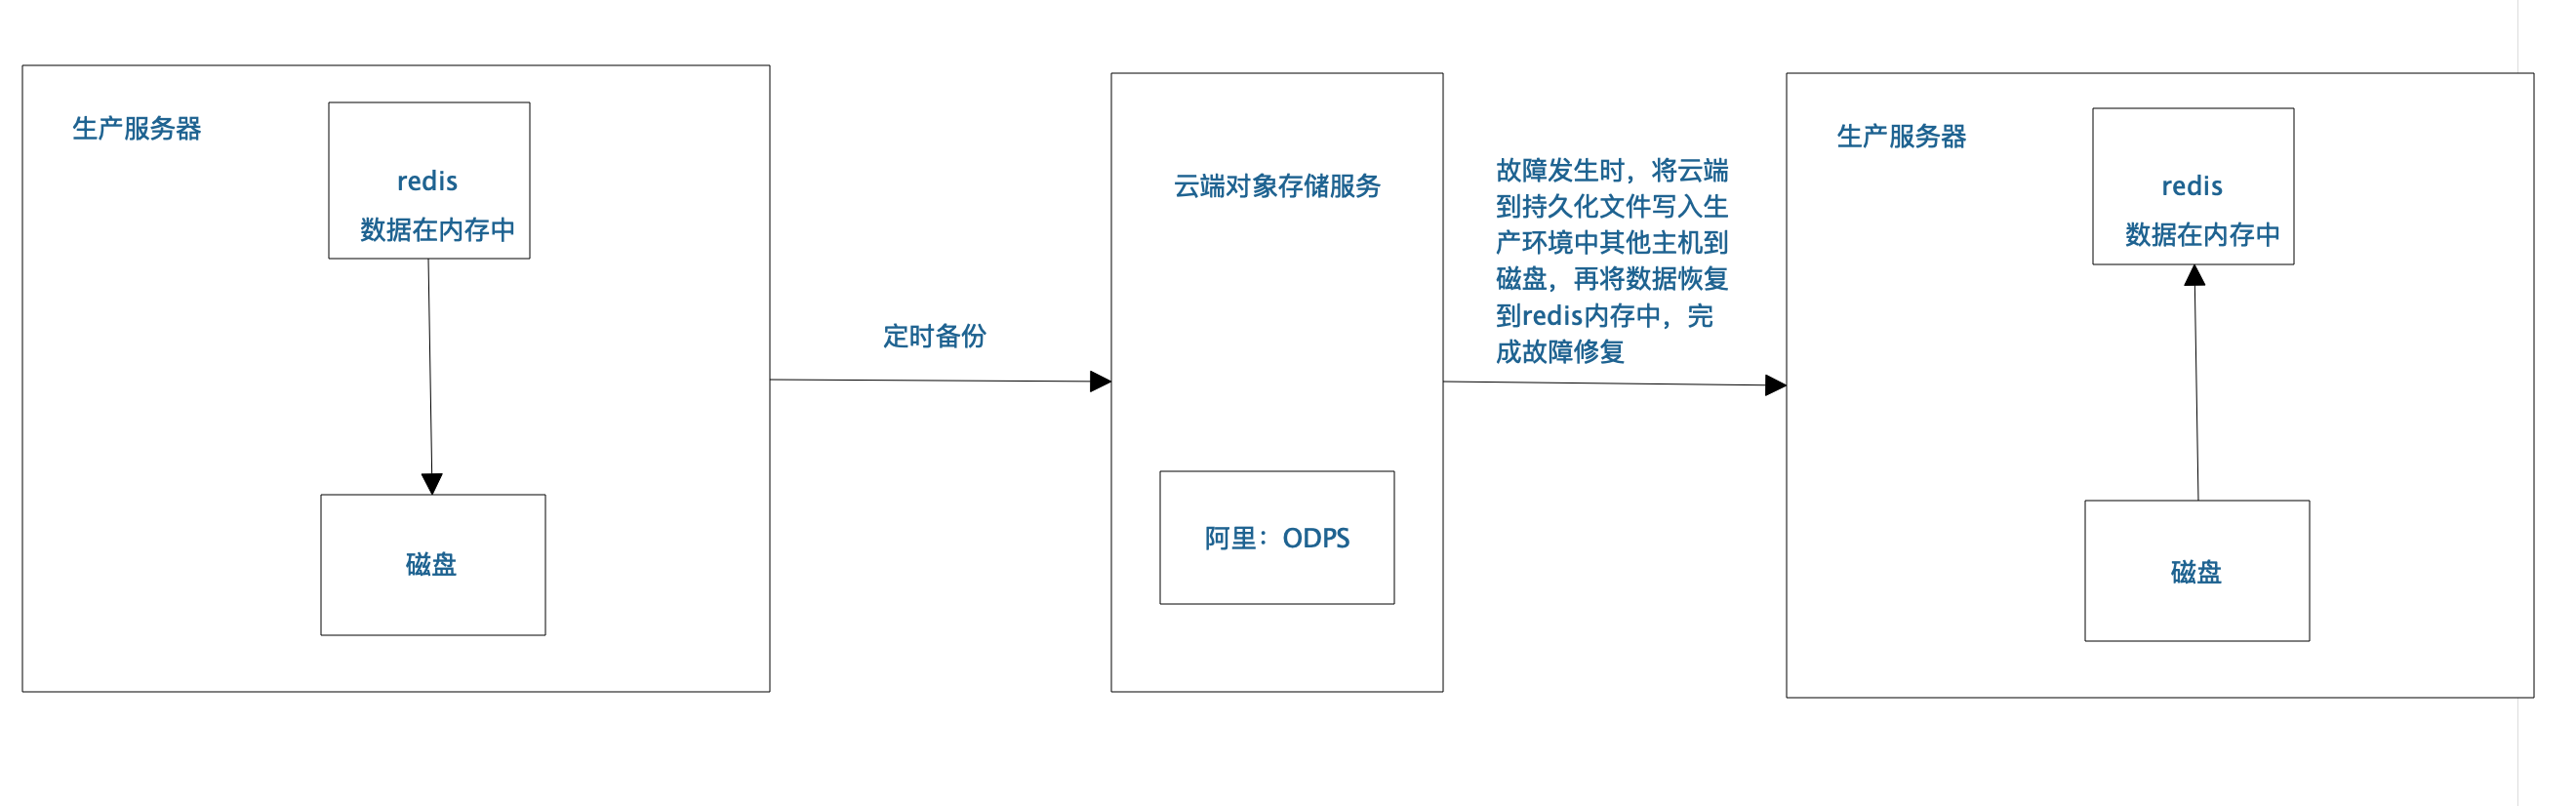 生产服务器
redis
数据在内存中
磁盘
定时备份
云端对象存储服务
阿里：ODPS
故障发生时，将云端
到持久化文件写入生
产环境中其他主机到
磁盘，再将数据恢复
到redis内存中，完
成故障修复
生产服务器
redis
数据在内存中
磁盘